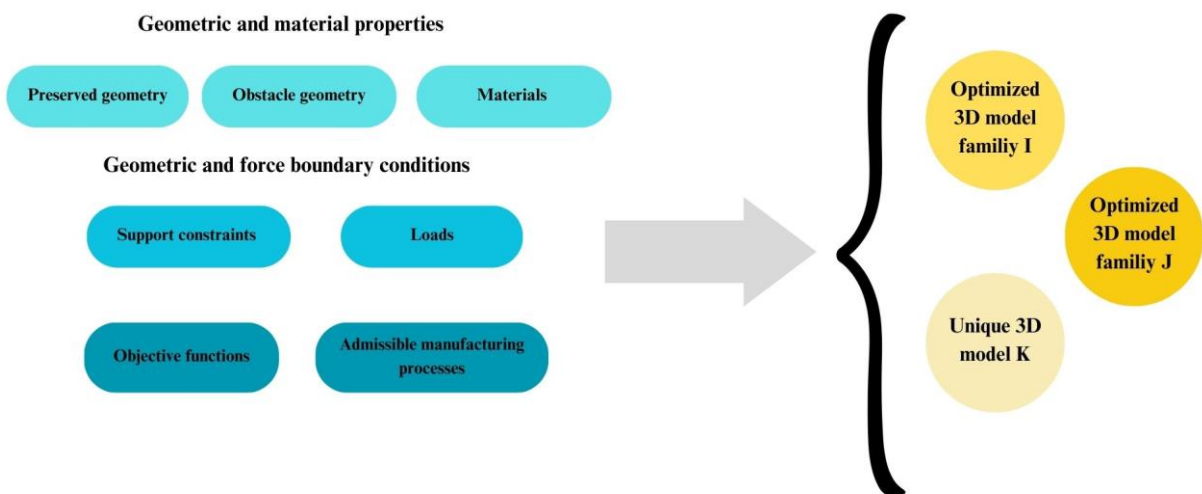 Geometric and material properties
Preserved geometry
Obstacle geometry
Materials
Geometric and force boundary conditions
Support constraints
Loads
Objective functions
Admissible manufacturing
processes
Optimized
3D model
familiy I
Optimized
3D model
familiy J
Unique 3D
model K